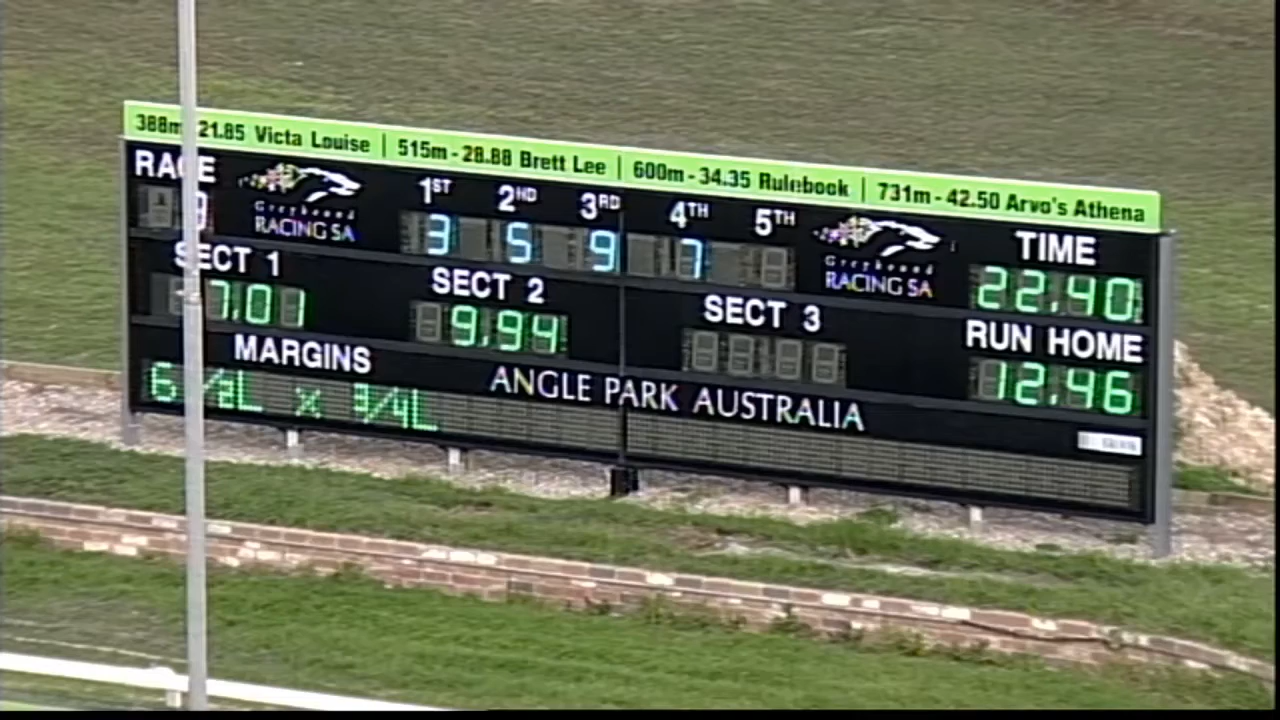 388m 21.85 Victa Louise | 515m - 28.88 Brett Lee | 600m - 34.35 Rulebook | 731m - 42.50 Arvo's Athena
RACE Greyhound RACING SA 1ST 2ND 3RD 4TH 5TH Greyhound RACING SA TIME
3 5 9 7 22.40
SECT 1 SECT 2 SECT 3 RUN HOME
7.01 9.94 12.46
MARGINS ANGLE PARK AUSTRALIA
6 /2L x 3/4L